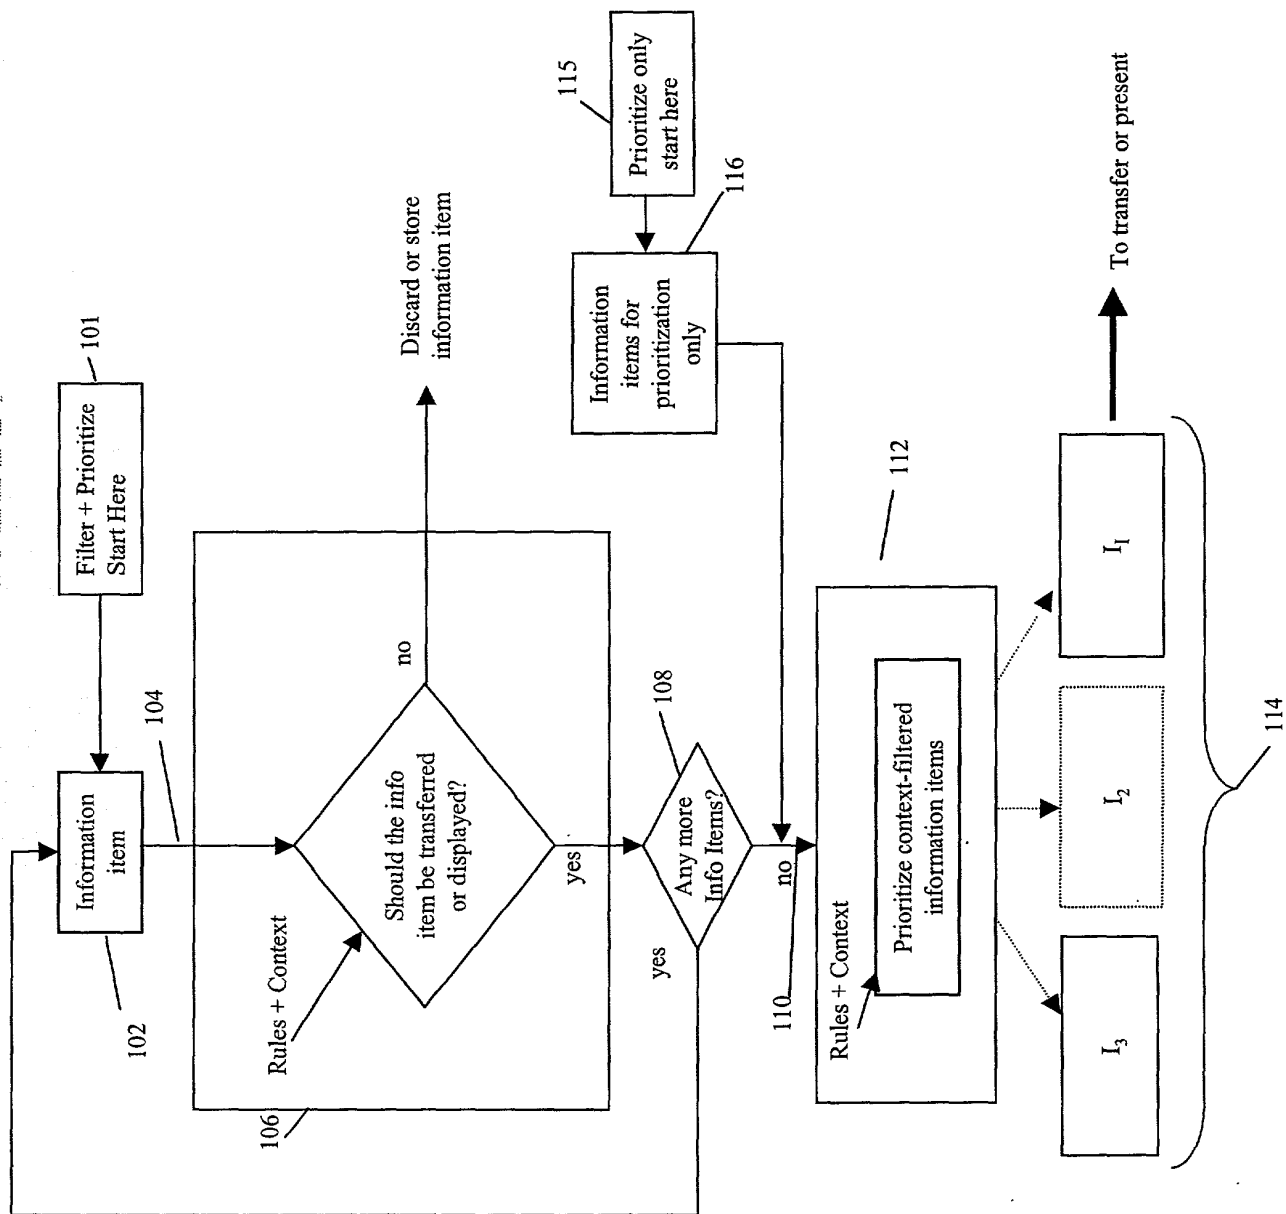 101
Filter + Prioritize
Start Here
102
Information
item
104
106
Rules + Context
Should the info
item be transferred
or displayed?
no
Discard or store
information item
yes
108
Any more
Info Items?
yes
no
110
115
Prioritize only
start here
116
Information
items for
prioritization
only
112
Rules + Context
Prioritize context-filtered
information items
I3
I2
I1
To transfer or present
114